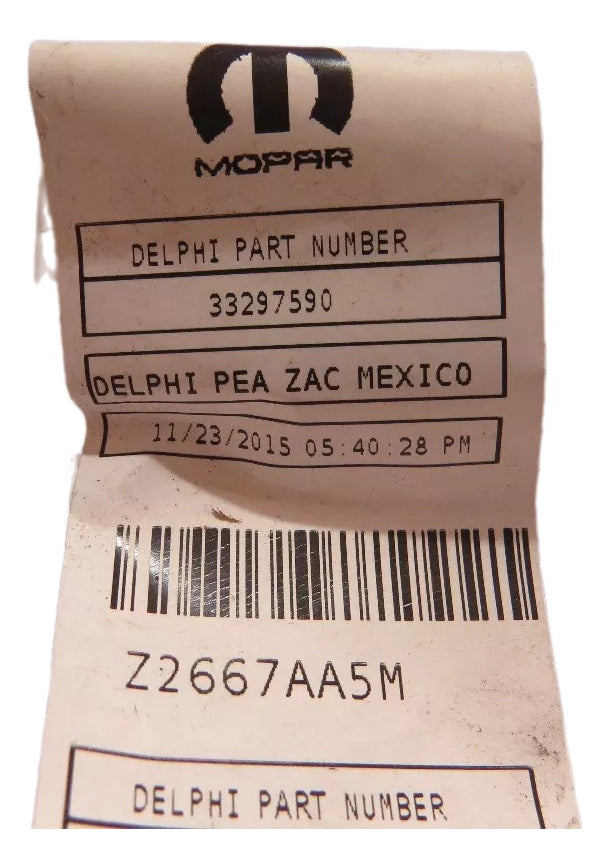 MOPAR
DELPHI PART NUMBER
33297590
DELPHI PEA ZAC MEXICO
11/23/2015 05:40:28 PM
Z2667AA5M
DELPHI PART NUMBER